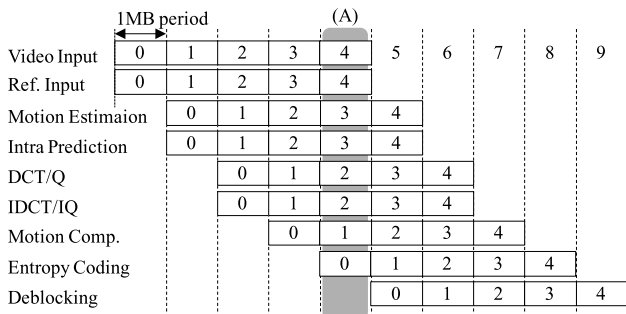 1MB period (A)
Video Input 0 1 2 3 4 5 6 7 8 9
Ref. Input 0 1 2 3 4
Motion Estimaion 0 1 2 3 4
Intra Prediction 0 1 2 3 4
DCT/Q 0 1 2 3 4
IDCT/IQ 0 1 2 3 4
Motion Comp. 0 1 2 3 4
Entropy Coding 0 1 2 3 4
Deblocking 0 1 2 3 4